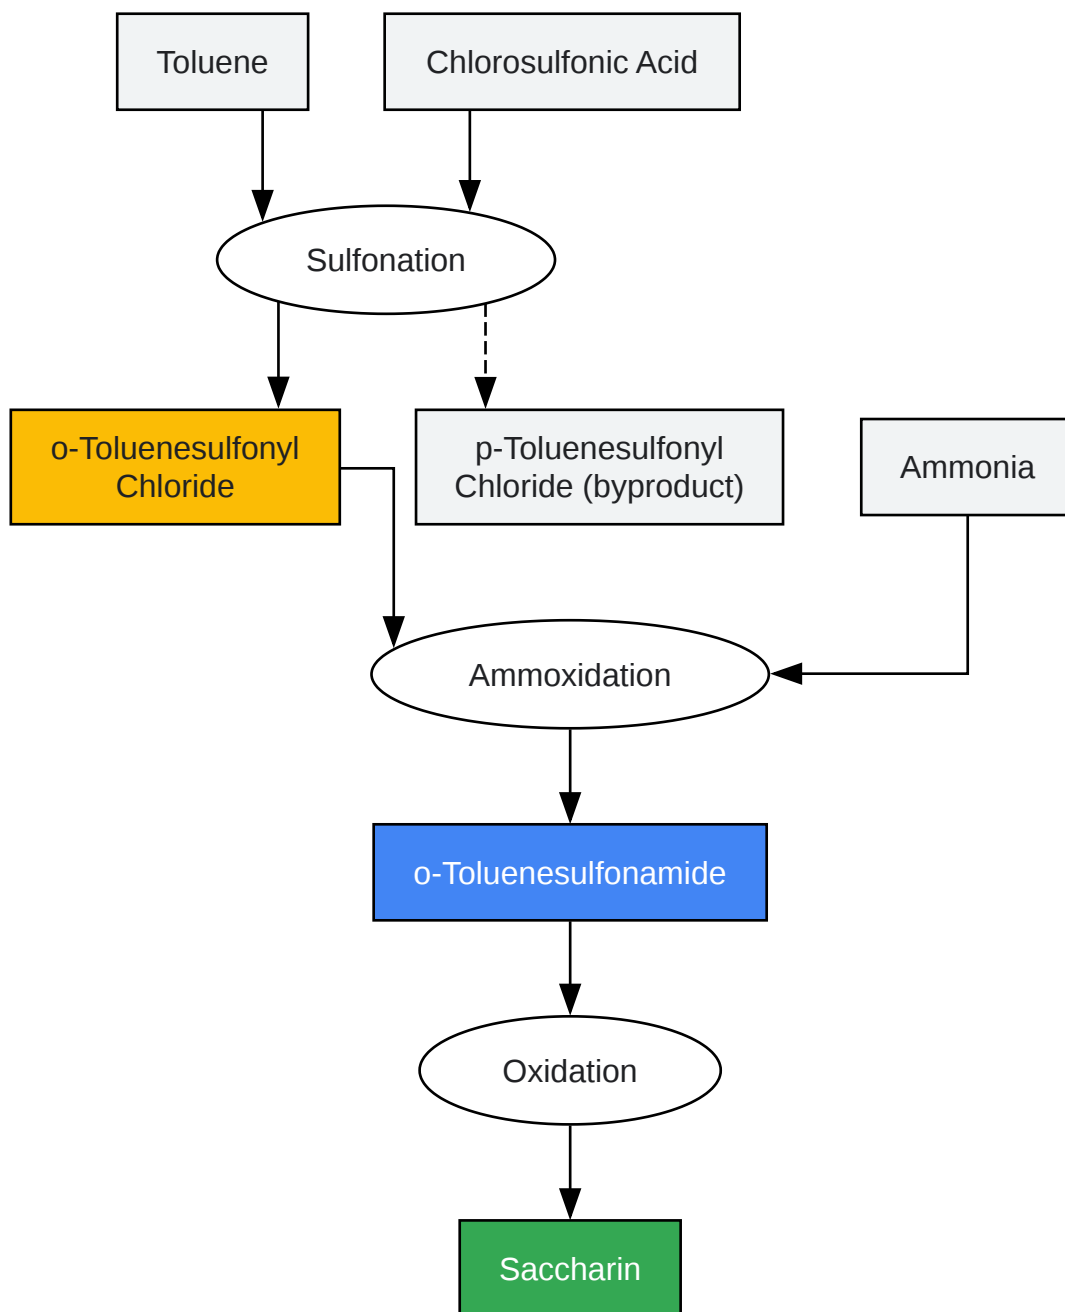 Toluene
Chlorosulfonic Acid
Sulfonation
o-Toluenesulfonyl
Chloride
p-Toluenesulfonyl
Chloride (byproduct)
Ammonia
Ammoxidation
o-Toluenesulfonamide
Oxidation
Saccharin